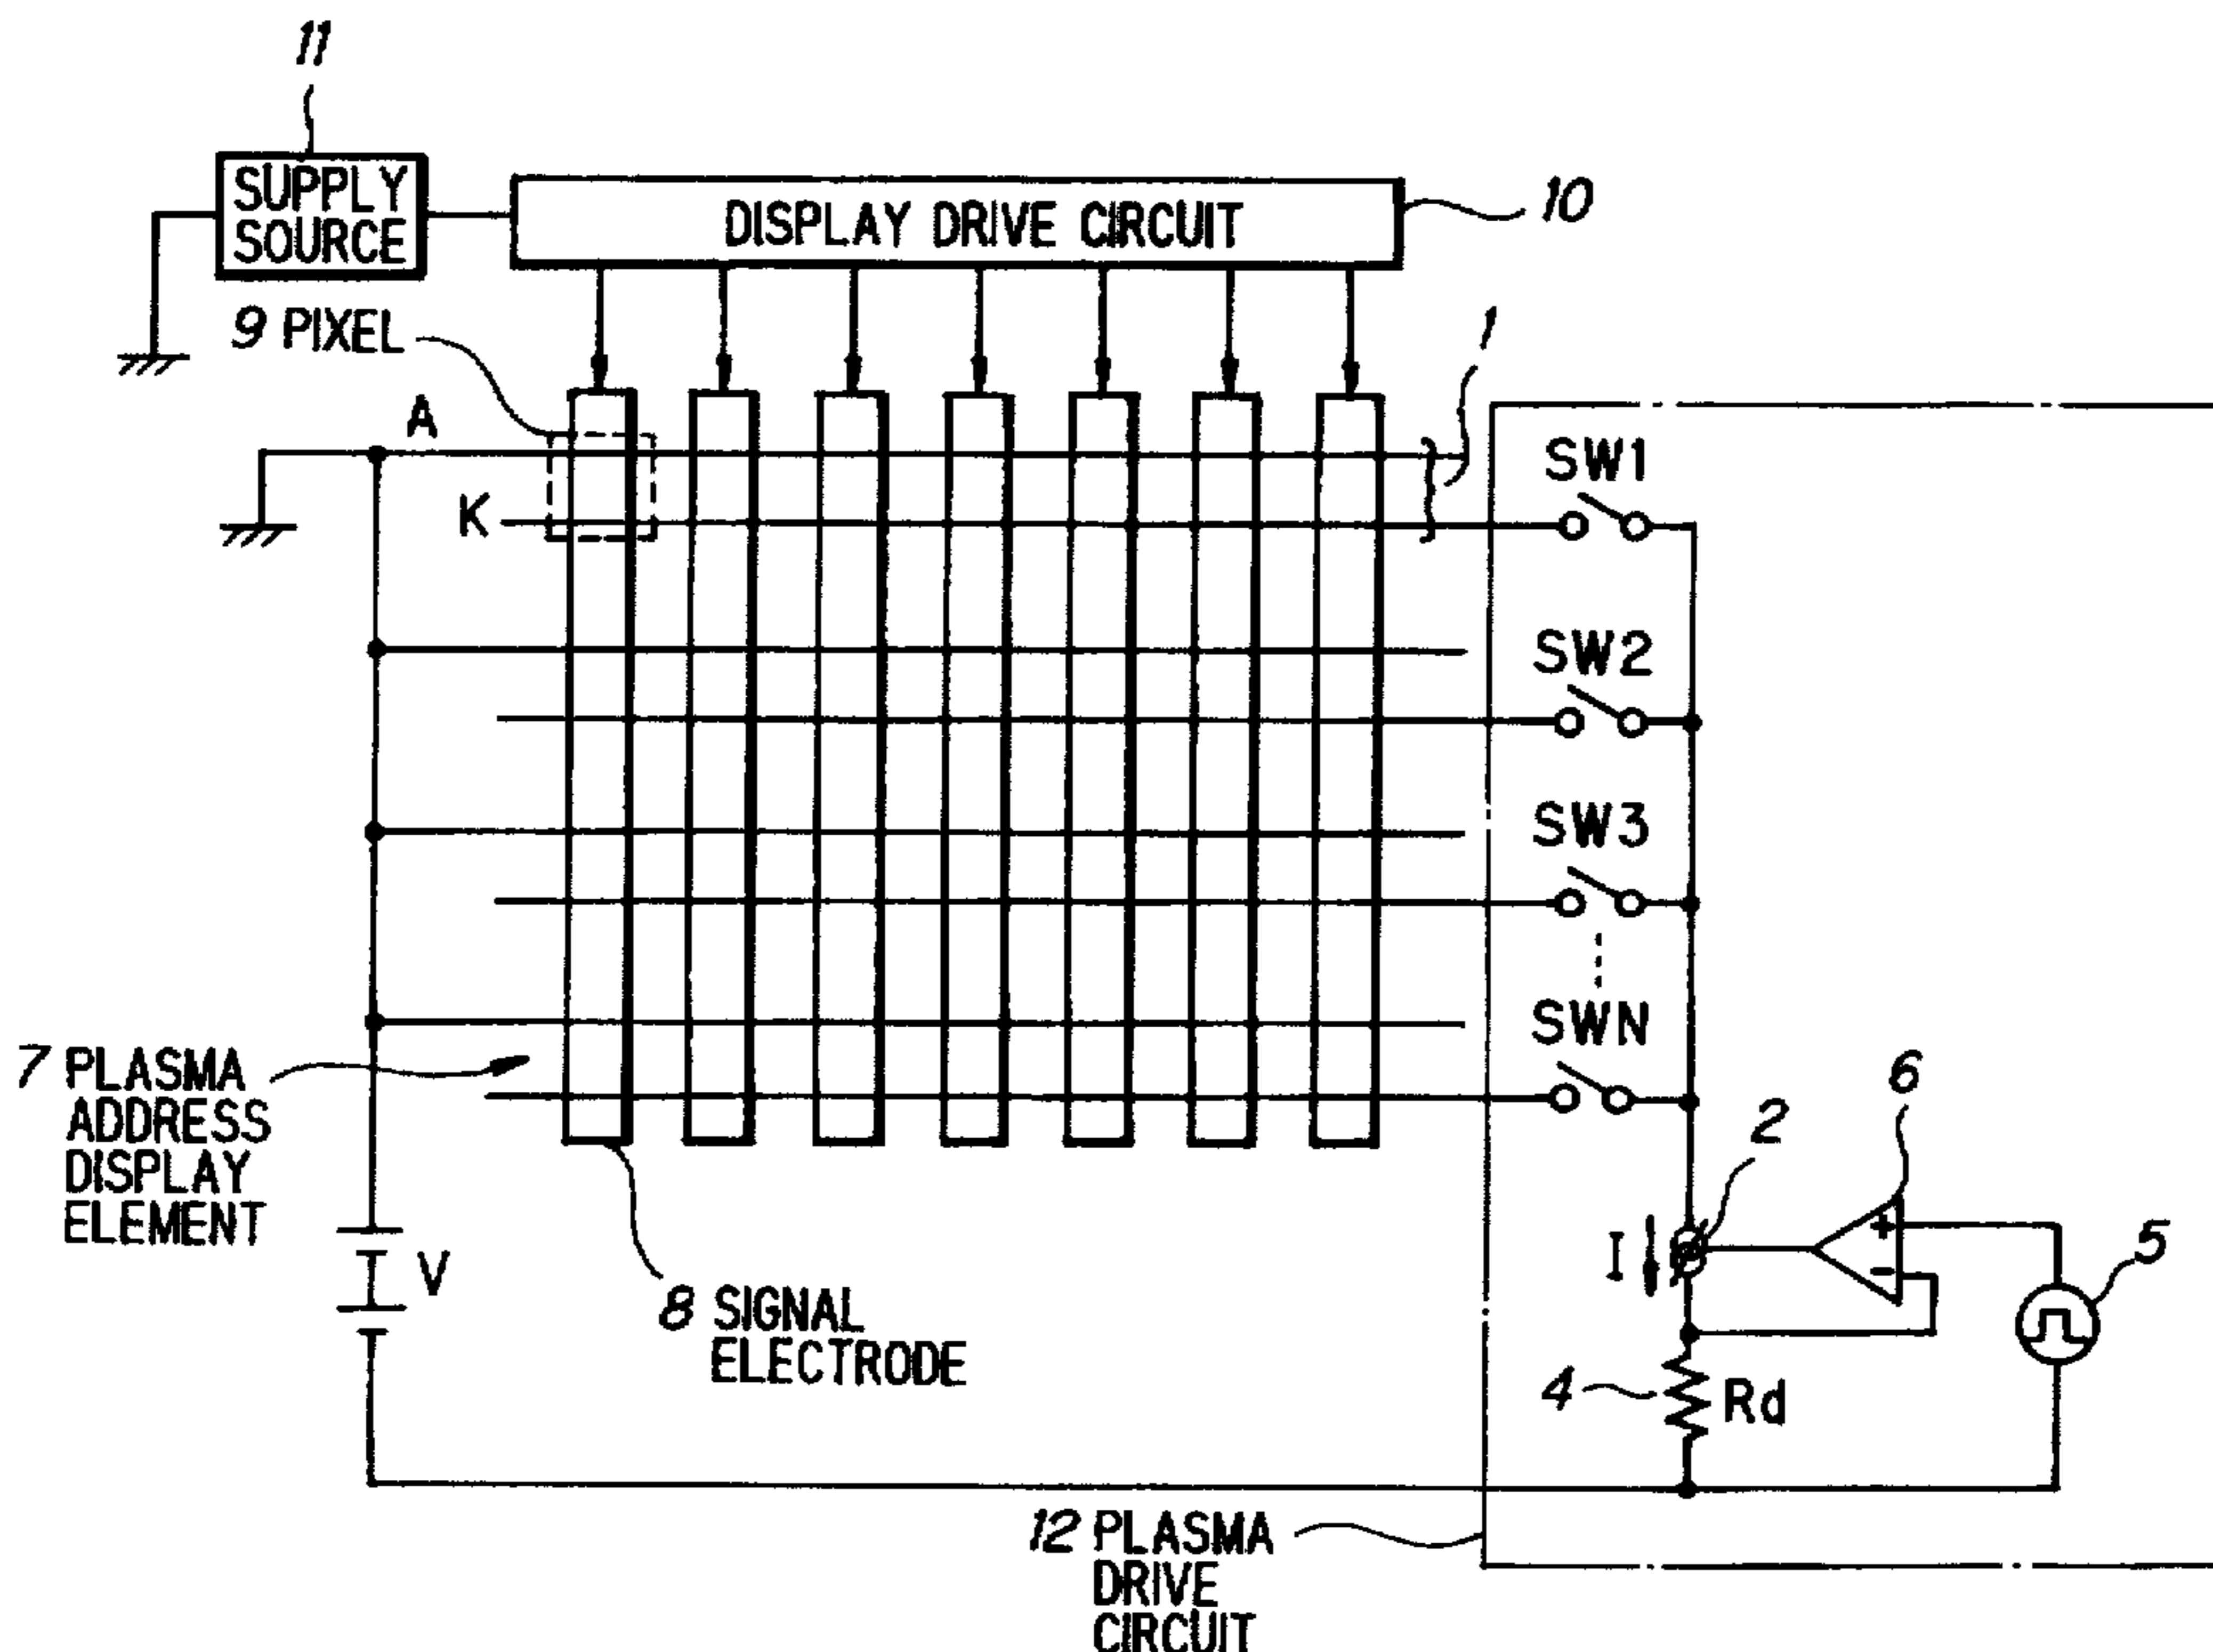 11
SUPPLY
SOURCE
DISPLAY DRIVE CIRCUIT
10
9 PIXEL
1
A
K
SW1
SW2
SW3
SWN
7 PLASMA
ADDRESS
DISPLAY
ELEMENT
6
2
I
+
-
5
V
8 SIGNAL
ELECTRODE
4
Rd
12 PLASMA
DRIVE
CIRCUIT